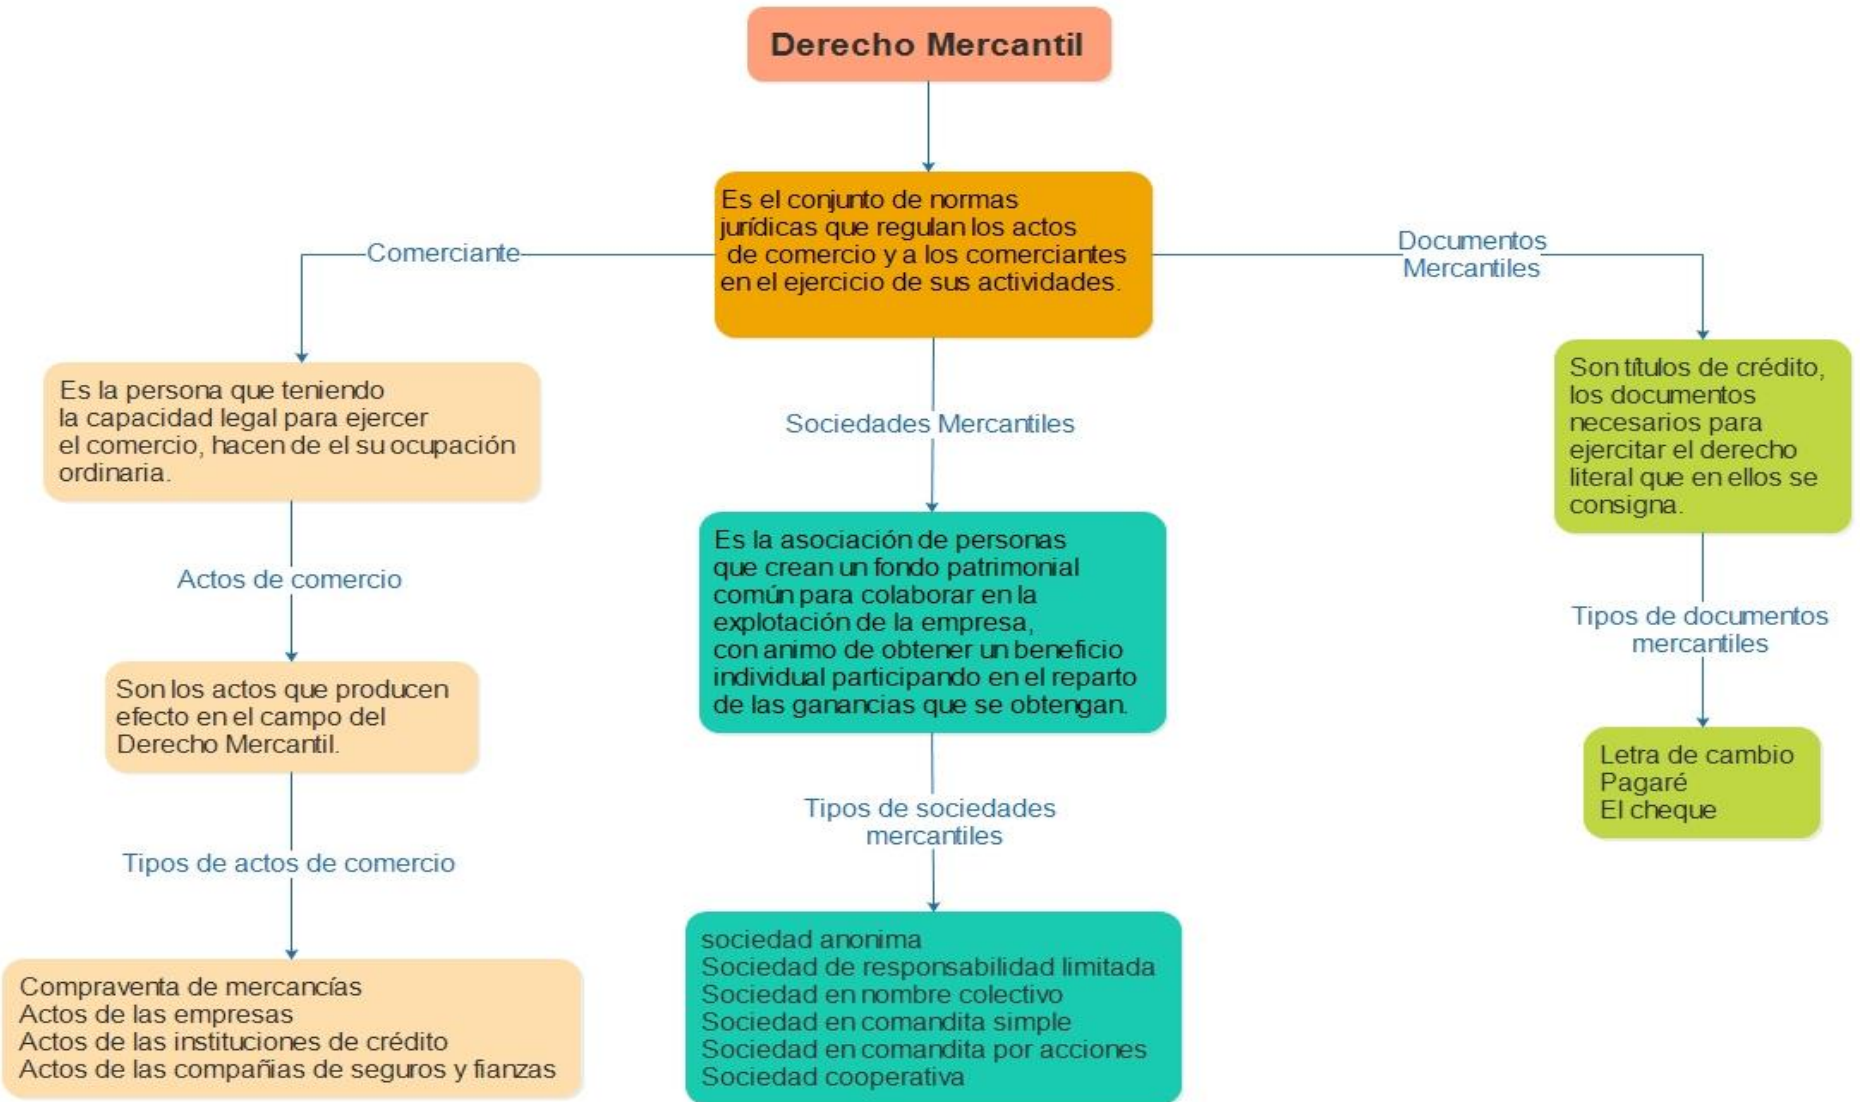 Derecho Mercantil
Es el conjunto de normas
jurídicas que regulan los actos
de comercio y a los comerciantes
en el ejercicio de sus actividades.
Comerciante
Es la persona que teniendo
la capacidad legal para ejercer
el comercio, hacen de el su ocupación
ordinaria.
Actos de comercio
Son los actos que producen
efecto en el campo del
Derecho Mercantil.
Tipos de actos de comercio
Compraventa de mercancías
Actos de las empresas
Actos de las instituciones de crédito
Actos de las compañias de seguros y fianzas
Sociedades Mercantiles
Es la asociación de personas
que crean un fondo patrimonial
común para colaborar en la
explotación de la empresa,
con animo de obtener un beneficio
individual participando en el reparto
de las ganancias que se obtengan.
Tipos de sociedades
mercantiles
sociedad anonima
Sociedad de responsabilidad limitada
Sociedad en nombre colectivo
Sociedad en comandita simple
Sociedad en comandita por acciones
Sociedad cooperativa
Documentos
Mercantiles
Son títulos de crédito,
los documentos
necesarios para
ejercitar el derecho
literal que en ellos se
consigna.
Tipos de documentos
mercantiles
Letra de cambio
Pagaré
El cheque